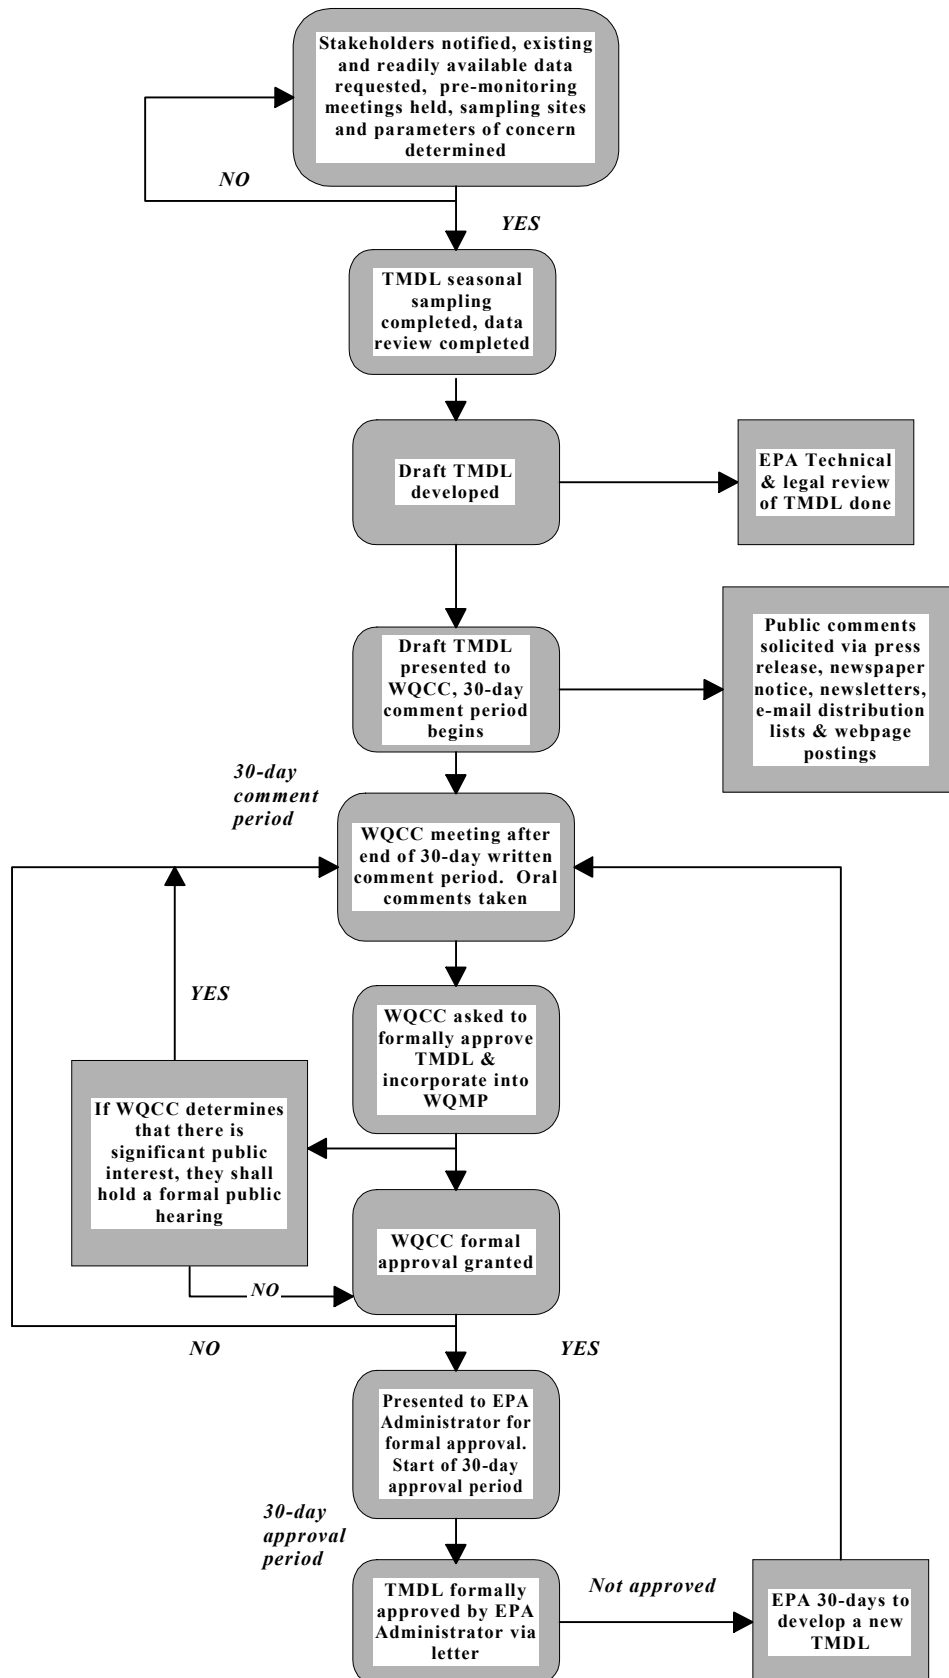 Stakeholders notified, existing
and readily available data
requested, pre-monitoring
meetings held, sampling sites
and parameters of concern
determined
NO
YES
TMDL seasonal
sampling
completed, data
review completed
Draft TMDL
developed
EPA Technical
& legal review
of TMDL done
Draft TMDL
presented to
WQCC, 30-day
comment period
begins
Public comments
solicited via press
release, newspaper
notice, newsletters,
e-mail distribution
lists & webpage
postings
30-day
comment
period
WQCC meeting after
end of 30-day written
comment period. Oral
comments taken
YES
WQCC asked to
formally approve
TMDL &
incorporate into
WQMP
If WQCC determines
that there is
significant public
interest, they shall
hold a formal public
hearing
WQCC formal
approval granted
NO
NO
YES
Presented to EPA
Administrator for
formal approval.
Start of 30-day
approval period
30-day
approval
period
TMDL formally
approved by EPA
Administrator via
letter
Not approved
EPA 30-days to
develop a new
TMDL